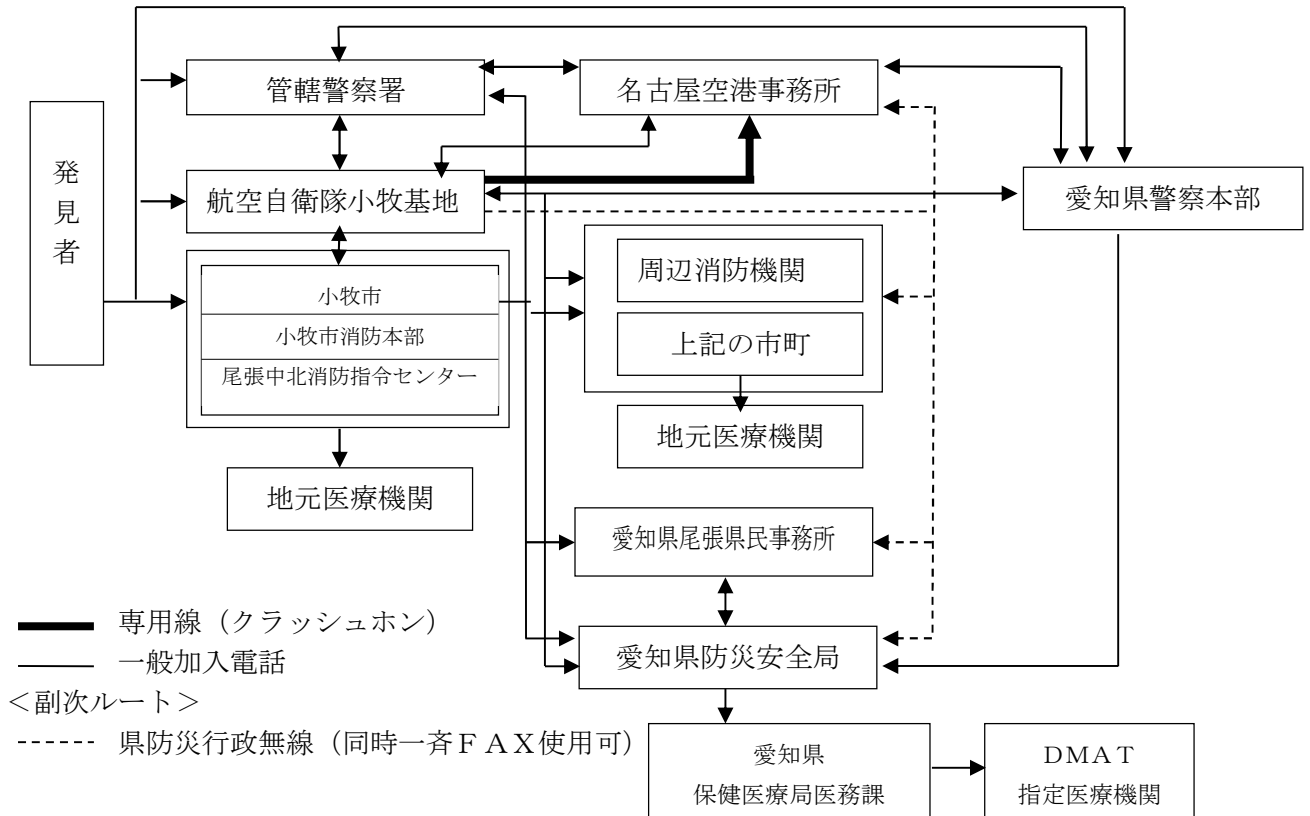 管轄警察署
名古屋空港事務所
発見者
航空自衛隊小牧基地
愛知県警察本部
小牧市
小牧市消防本部
尾張中北消防指令センター
周辺消防機関
上記の市町
地元医療機関
地元医療機関
愛知県尾張県民事務所
愛知県防災安全局
専用線(クラッシュホン)
一般加入電話
<副次ルート>
県防災行政無線(同時一斉FAX使用可)
愛知県
保健医療局医務課
DMAT
指定医療機関